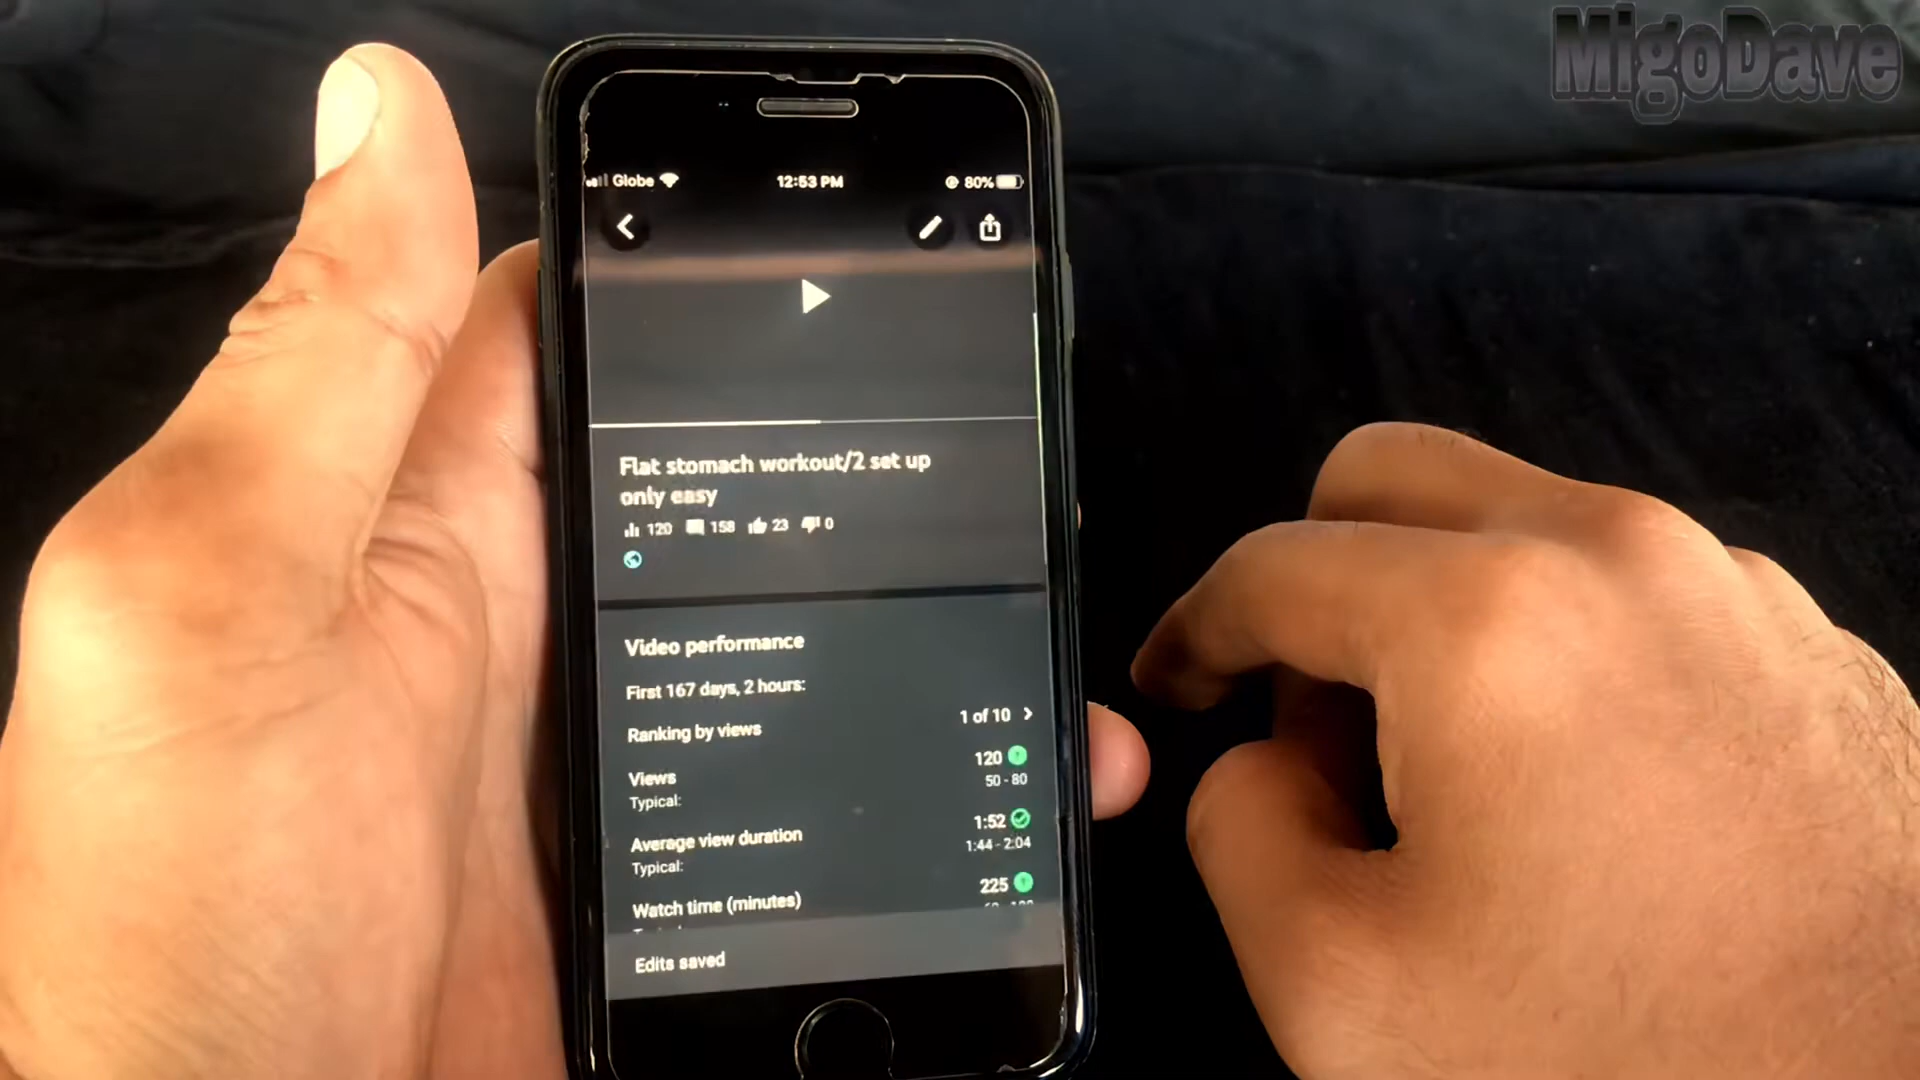 MigoDave
Globe 12:53 PM 80%
Flat stomach workout/2 set up
only easy
120 158 23 0
Video performance
First 167 days, 2 hours:
Ranking by views 1 of 10
Views 120
Typical: 50 - 80
Average view duration 1:52
Typical: 1:44 - 2:04
Watch time (minutes) 225
Edits saved